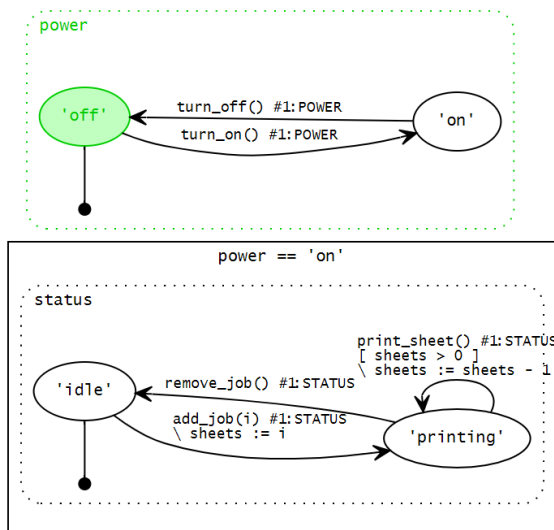 power
turn_off() #1:POWER
'off'
'on'
turn_on() #1:POWER
power == 'on'
status
print_sheet() #1:STATUS
[ sheets > 0 ]
\ sheets := sheets - 1
remove_job() #1:STATUS
'idle'
add_job(i) #1:STATUS
\ sheets := i
'printing'